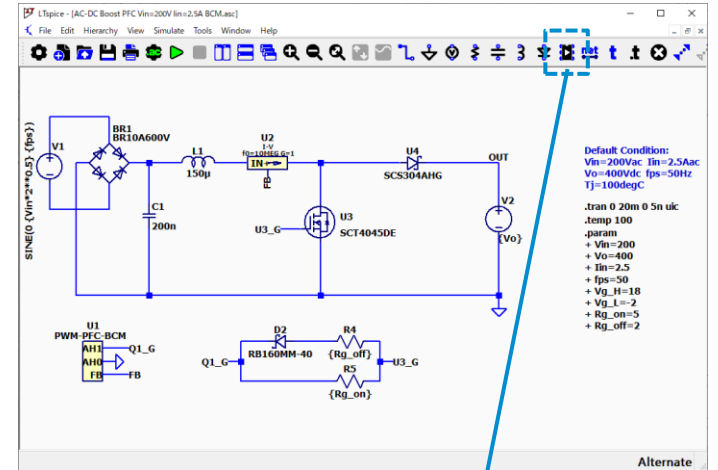 LTspice - [AC-DC Boost PFC Vin=200V Iin=2.5A BCM.asc]
File Edit Hierarchy View Simulate Tools Window Help
net t .t
SINE(0 {Vin*2**0.5} {fps})
V1
BR1
BR10A600V
L1
150µ
U2
I-V
f0=10MEG G=1
IN+
FB
U4
SCS304AHG
OUT
C1
200n
U3_G
U3
SCT4045DE
V2
{Vo}
Default Condition:
Vin=200Vac Iin=2.5Aac
Vo=400Vdc fps=50Hz
Tj=100degC
.tran 0 20m 0 5n uic
.temp 100
.param
+ Vin=200
+ Vo=400
+ Iin=2.5
+ fps=50
+ Vg_H=18
+ Vg_L=-2
+ Rg_on=5
+ Rg_off=2
U1
PWM-PFC-BCM
AH1 Q1_G
AH0
FB FB
D2
RB160MM-40
R4
{Rg_off}
Q1_G
U3_G
R5
{Rg_on}
Alternate